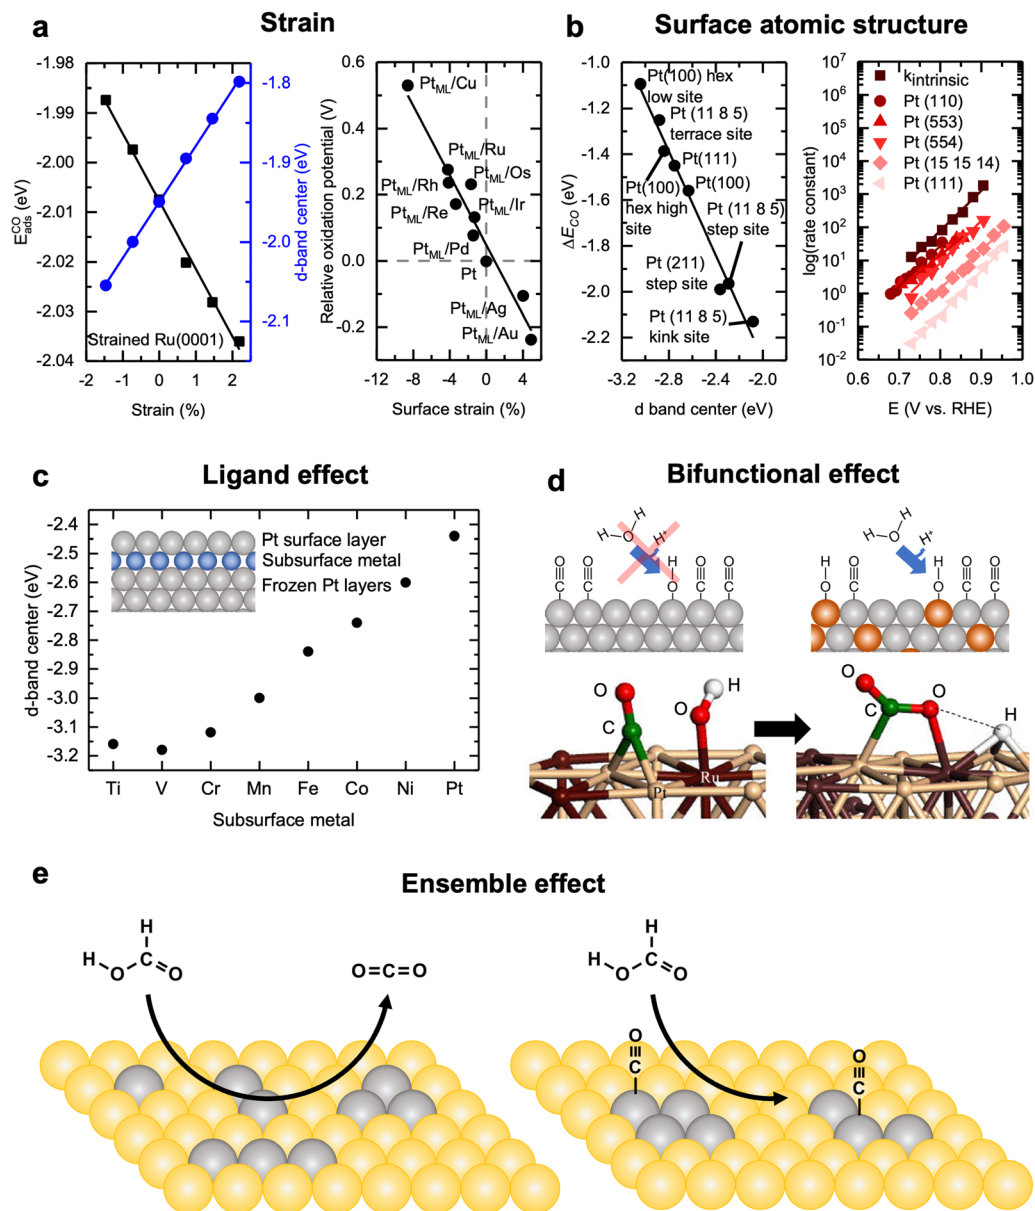 a
Strain
-1.98
-1.99
-2.00
-2.01
-2.02
-2.03
-2.04
E^CO_ads (eV)
-1.8
-1.9
-2.0
-2.1
d-band center (eV)
Strained Ru(0001)
-2 -1 0 1 2
Strain (%)
0.6
0.4
0.2
0.0
-0.2
Relative oxidation potential (V)
Pt_ML/Cu
Pt_ML/Ru
Pt_ML/Os
Pt_ML/Rh
Pt_ML/Ir
Pt_ML/Re
Pt_ML/Pd
Pt
Pt_ML/Ag
Pt_ML/Au
-12 -8 -4 0 4
Surface strain (%)
b
Surface atomic structure
-1.0
-1.2
-1.4
-1.6
-1.8
-2.0
-2.2
ΔE_CO (eV)
Pt(100) hex
low site
Pt (11 8 5)
terrace site
Pt(111)
Pt(100)
hex high
site
Pt(100)
Pt (11 8 5)
step site
Pt (211)
step site
Pt (11 8 5)
kink site
-3.2 -2.8 -2.4 -2.0
d band center (eV)
10^7
10^6
10^5
10^4
10^3
10^2
10^1
10^0
10^-1
10^-2
log(rate constant)
k_intrinsic
Pt (110)
Pt (553)
Pt (554)
Pt (15 15 14)
Pt (111)
0.6 0.7 0.8 0.9 1.0
E (V vs. RHE)
c
Ligand effect
-2.4
-2.5
-2.6
-2.7
-2.8
-2.9
-3.0
-3.1
-3.2
d-band center (eV)
Pt surface layer
Subsurface metal
Frozen Pt layers
Ti V Cr Mn Fe Co Ni Pt
Subsurface metal
d
Bifunctional effect
H
H
O
H⁺
O
C
O
C
H
O
O
C
O
C
H
H
O
H⁺
H
O
O
C
H
O
O
C
O
C
O
C
O
H
Pt
Ru
O
C
O
H
e
Ensemble effect
H
H
O
C
O
O=C=O
H
H
O
C
O
O
C
O
C